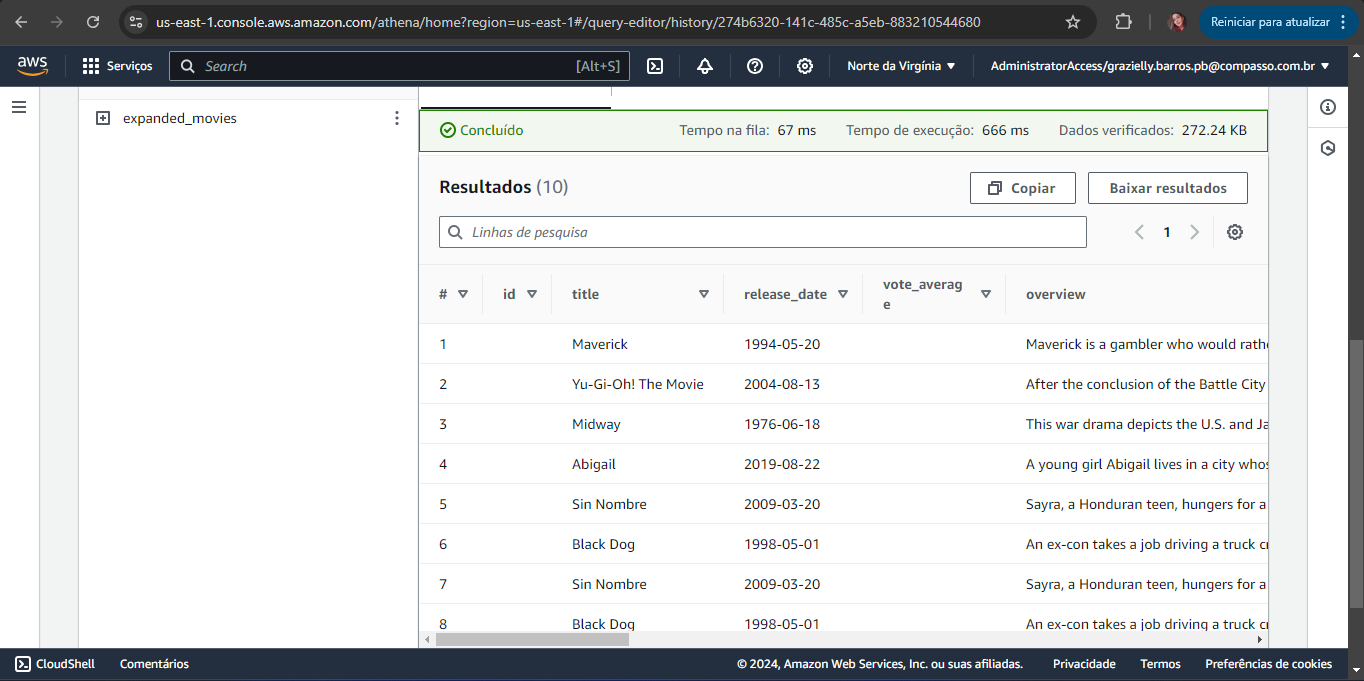 us-east-1.console.aws.amazon.com/athena/home?region=us-east-1#/query-editor/history/274b6320-141c-485c-a5eb-883210544680
Reiniciar para atualizar
aws
Serviços
Search
[Alt+S]
Norte da Virgínia
AdministratorAccess/grazielly.barros.pb@compasso.com.br
expanded_movies
Concluído
Tempo na fila: 67 ms
Tempo de execução: 666 ms
Dados verificados: 272.24 KB
Resultados (10)
Copiar
Baixar resultados
Linhas de pesquisa
1
# id title release_date vote_averag
e overview
1 Maverick 1994-05-20 Maverick is a gambler who would rathe
2 Yu-Gi-Oh! The Movie 2004-08-13 After the conclusion of the Battle City
3 Midway 1976-06-18 This war drama depicts the U.S. and Ja
4 Abigail 2019-08-22 A young girl Abigail lives in a city whos
5 Sin Nombre 2009-03-20 Sayra, a Honduran teen, hungers for a
6 Black Dog 1998-05-01 An ex-con takes a job driving a truck cr
7 Sin Nombre 2009-03-20 Sayra, a Honduran teen, hungers for a
8 Black Dog 1998-05-01 An ex-con takes a job driving a truck cr
CloudShell
Comentários
© 2024, Amazon Web Services, Inc. ou suas afiliadas.
Privacidade
Termos
Preferências de cookies